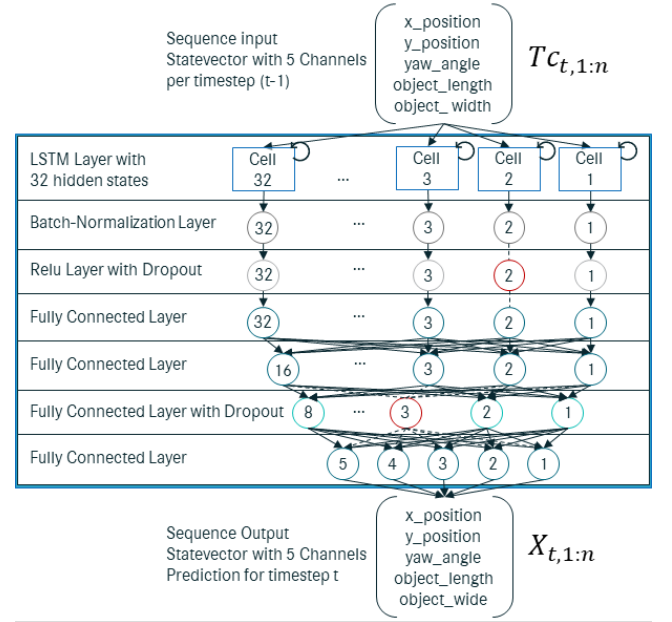 Sequence input
Statevector with 5 Channels
per timestep (t-1)
x_position
y_position
yaw_angle
object_length
object_ width
Tc_{t,1:n}
LSTM Layer with
32 hidden states
Cell 32 ... Cell 3 Cell 2 Cell 1
Batch-Normalization Layer
32 ... 3 2 1
Relu Layer with Dropout
32 ... 3 2 1
Fully Connected Layer
32 ... 3 2 1
Fully Connected Layer
16 ... 3 2 1
Fully Connected Layer with Dropout
8 ... 3 2 1
Fully Connected Layer
5 4 3 2 1
Sequence Output
Statevector with 5 Channels
Prediction for timestep t
x_position
y_position
yaw_angle
object_length
object_wide
X_{t,1:n}